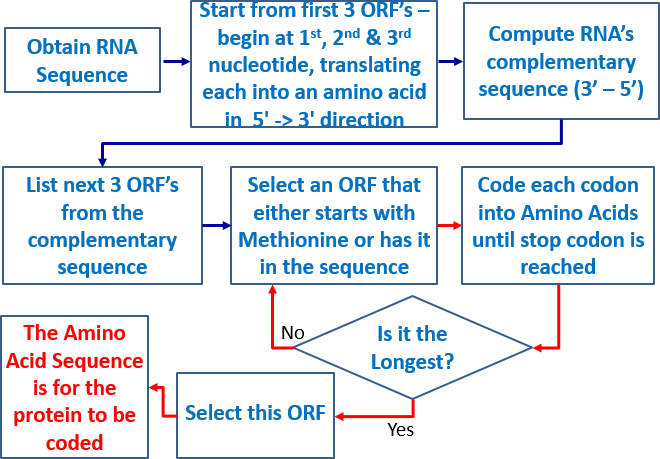 Obtain RNA
Sequence
Start from first 3 ORF's –
begin at 1st, 2nd & 3rd
nucleotide, translating
each into an amino acid
in 5' -> 3' direction
Compute RNA's
complementary
sequence (3' – 5')
List next 3 ORF's
from the
complementary
sequence
Select an ORF that
either starts with
Methionine or has it
in the sequence
Code each codon
into Amino Acids
until stop codon is
reached
Is it the
Longest?
No
Yes
Select this ORF
The Amino
Acid Sequence
is for the
protein to be
coded